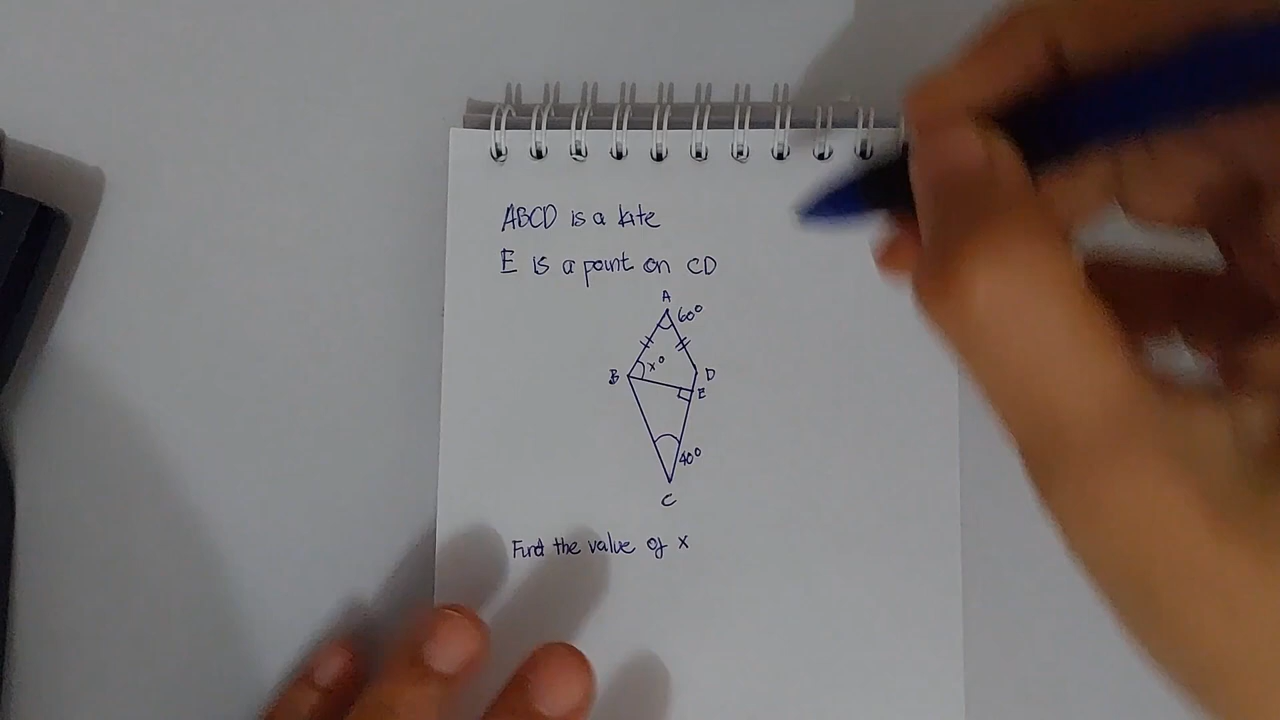 ABCD is a kite
E is a point on CD
A
60°
x°
B
D
E
40°
C
Find the value of x